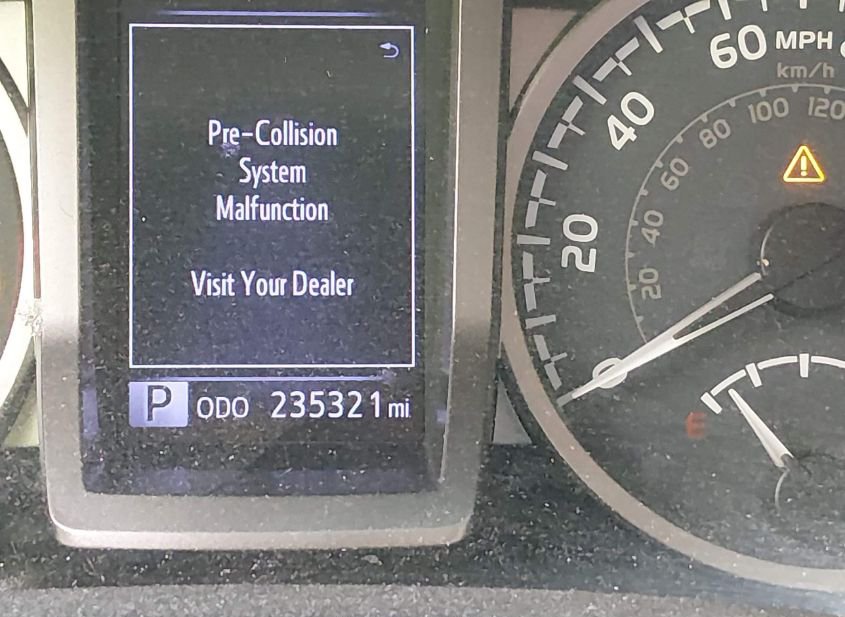 Pre-Collision
System
Malfunction
Visit Your Dealer
P ODO 235321 mi
60 MPH
km/h
40
100 120
80
60
20
40
20
0
E